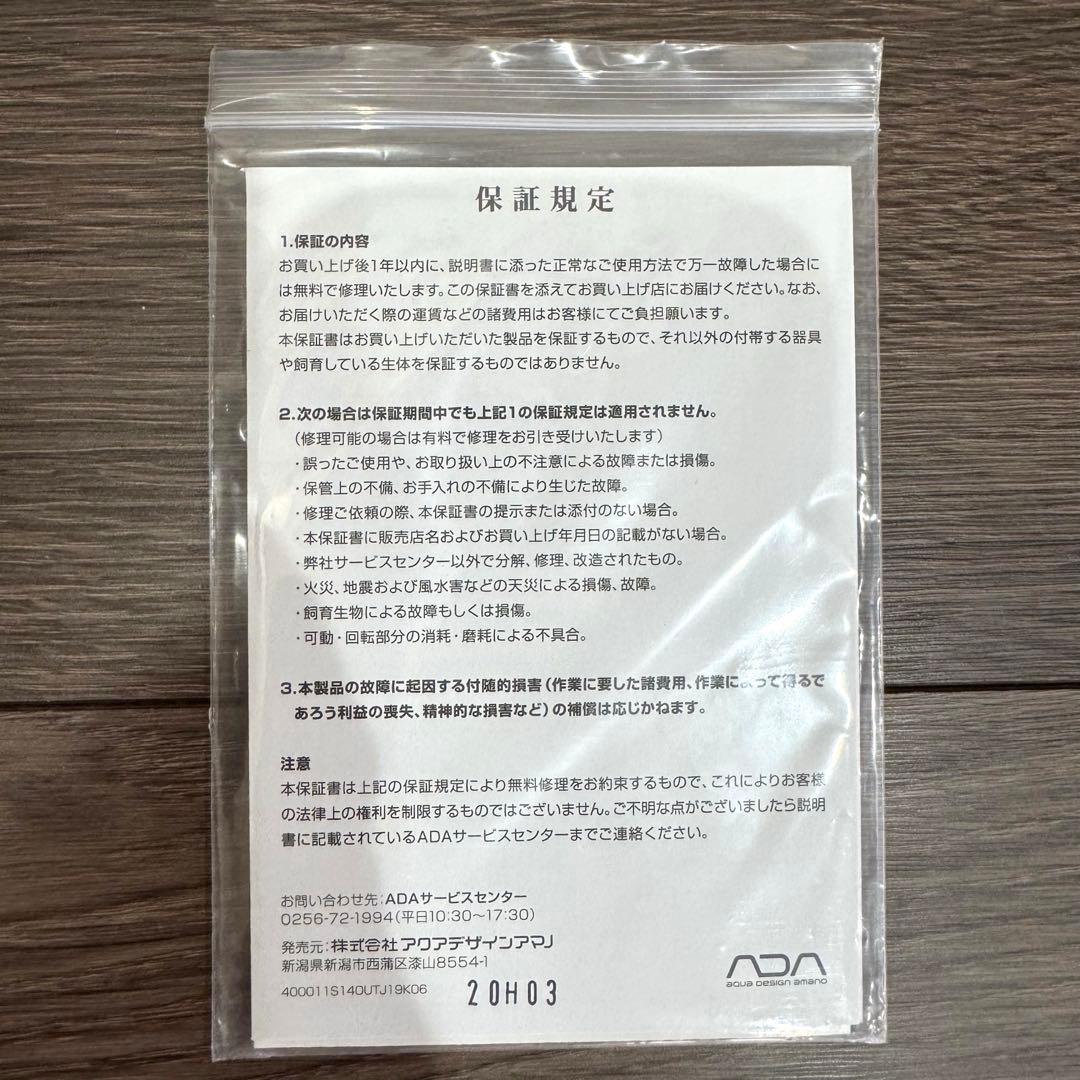 保証規定
1.保証の内容
お買い上げ後1年以内に、説明書に添った正常なご使用方法で万一故障した場合に
は無料で修理いたします。この保証書を添えてお買い上げ店にお届けください。なお、
お届けいただく際の運賃などの諸費用はお客様にてご負担願います。
本保証書はお買い上げいただいた製品を保証するもので、それ以外の付帯する器具
や飼育している生体を保証するものではありません。
2.次の場合は保証期間中でも上記1の保証規定は適用されません。
（修理可能の場合は有料で修理をお引き受けいたします）
・誤ったご使用や、お取り扱い上の不注意による故障または損傷。
・保管上の不備、お手入れの不備により生じた故障。
・修理ご依頼の際、本保証書の提示または添付のない場合。
・本保証書に販売店名およびお買い上げ年月日の記載がない場合。
・弊社サービスセンター以外で分解、修理、改造されたもの。
・火災、地震および風水害などの天災による損傷、故障。
・飼育生物による故障もしくは損傷。
・可動・回転部分の消耗・磨耗による不具合。
3.本製品の故障に起因する付随的損害（作業に要した諸費用、作業によって得るで
あろう利益の喪失、精神的な損害など）の補償は応じかねます。
注意
本保証書は上記の保証規定により無料修理をお約束するもので、これによりお客様
の法律上の権利を制限するものではございません。ご不明な点がございましたら説明
書に記載されているADAサービスセンターまでご連絡ください。
お問い合わせ先：ADAサービスセンター
0256-72-1994（平日10:30～17:30）
発売元：株式会社アクアデザインアマノ
新潟県新潟市西蒲区漆山8554-1
400011S14OUTJ19K06 20H03
ADA
aqua design amano